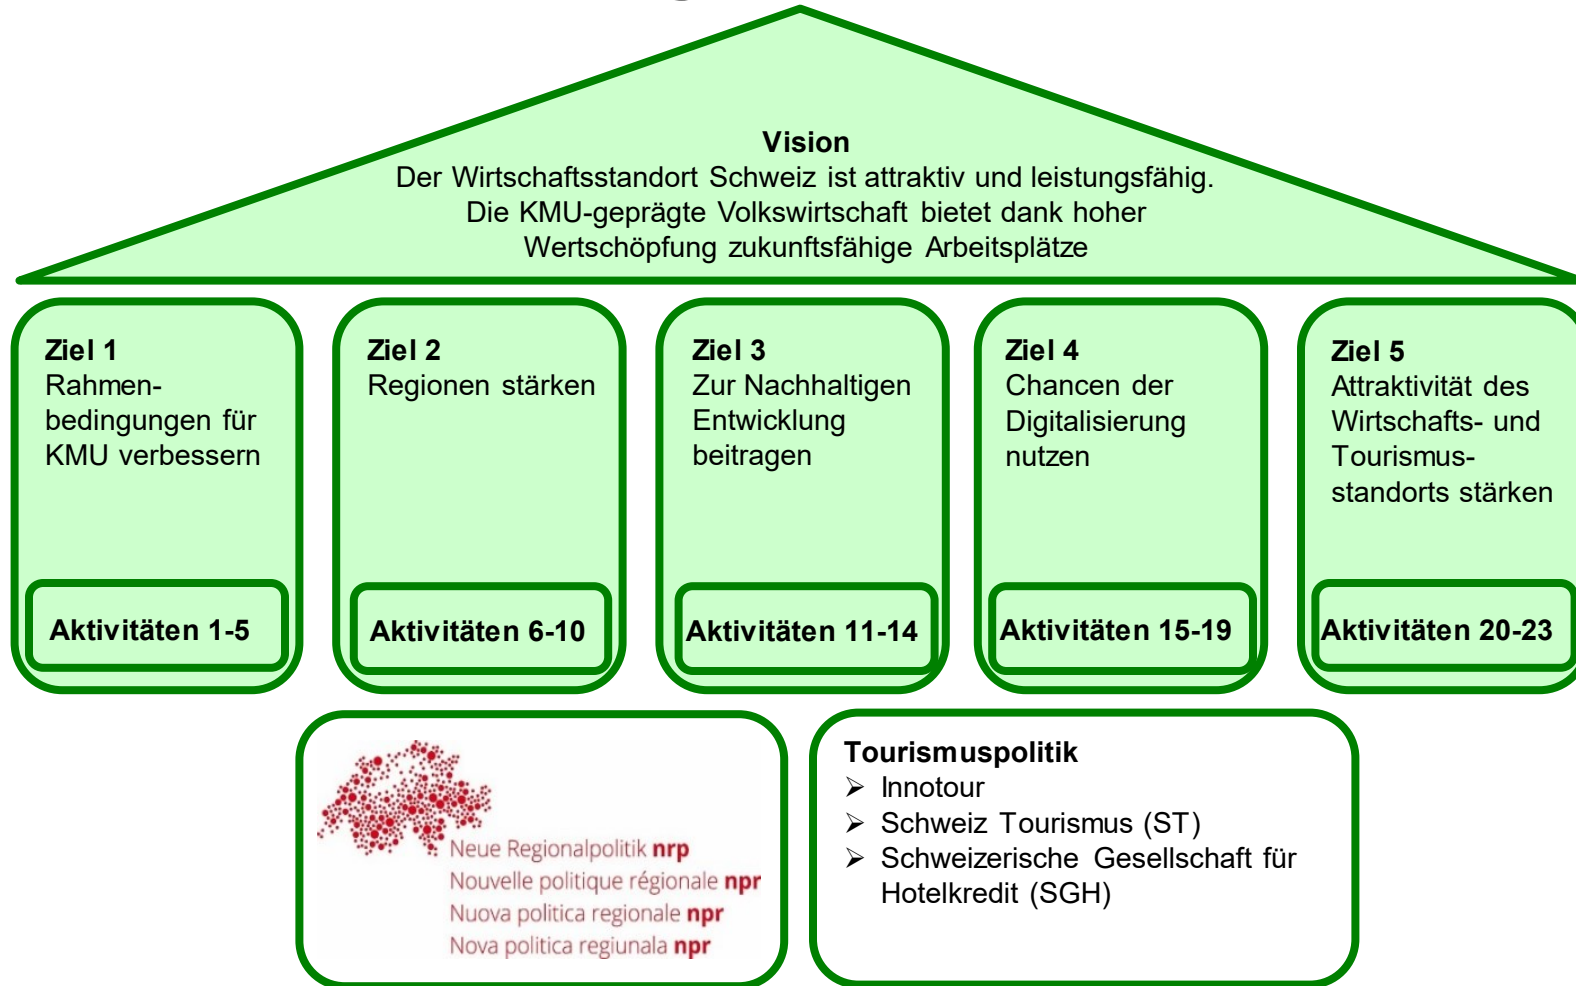 Vision
Der Wirtschaftsstandort Schweiz ist attraktiv und leistungsfähig.
Die KMU-geprägte Volkswirtschaft bietet dank hoher
Wertschöpfung zukunftsfähige Arbeitsplätze
Ziel 1
Rahmen-
bedingungen für
KMU verbessern
Aktivitäten 1-5
Ziel 2
Regionen stärken
Aktivitäten 6-10
Ziel 3
Zur Nachhaltigen
Entwicklung
beitragen
Aktivitäten 11-14
Ziel 4
Chancen der
Digitalisierung
nutzen
Aktivitäten 15-19
Ziel 5
Attraktivität des
Wirtschafts- und
Tourismus-
standorts stärken
Aktivitäten 20-23
Neue Regionalpolitik nrp
Nouvelle politique régionale npr
Nuova politica regionale npr
Nova politica regiunala npr
Tourismuspolitik
➢ Innotour
➢ Schweiz Tourismus (ST)
➢ Schweizerische Gesellschaft für
Hotelkredit (SGH)